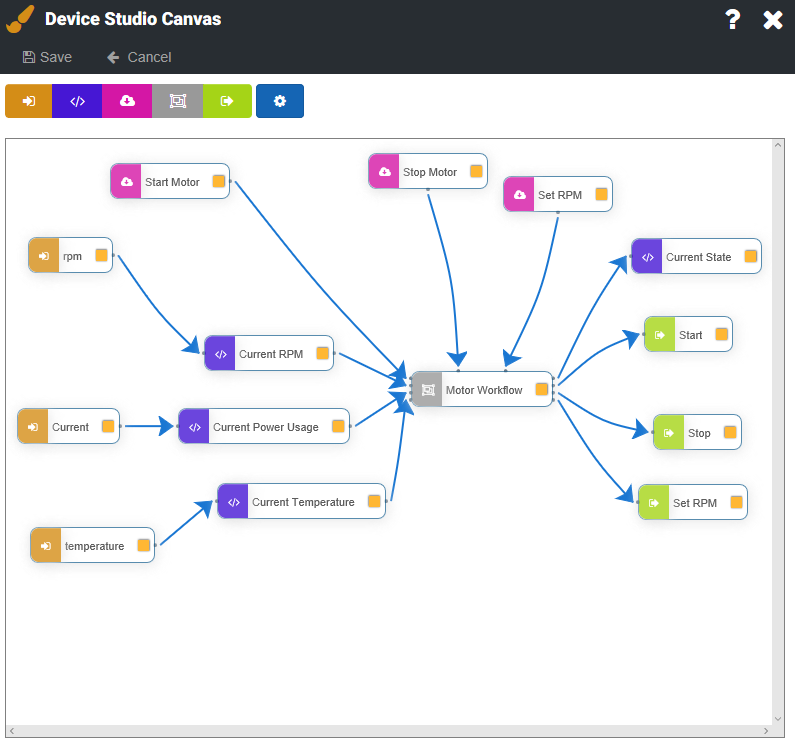 Device Studio Canvas
?
Save
Cancel
Start Motor
Stop Motor
Set RPM
rpm
Current State
Start
Current RPM
Motor Workflow
Current
Current Power Usage
Stop
Current Temperature
Set RPM
temperature